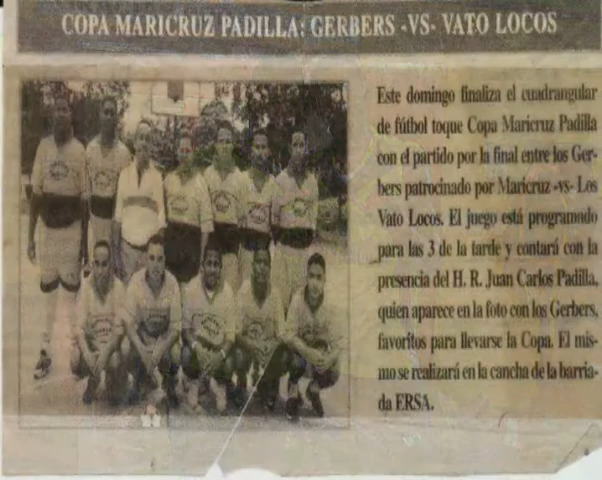 COPA MARICRUZ PADILLA: GERBERS -VS- VATO LOCOS
Este domingo finaliza el cuadrangular
de fútbol toque Copa Maricruz Padilla
con el partido por la final entre los Ger-
bers patrocinado por Maricruz -vs- Los
Vato Locos. El juego está programado
para las 3 de la tarde y contará con la
presencia del H. R. Juan Carlos Padilla,
quien aparece en la foto con los Gerbers,
favoritos para llevarse la Copa. El mis-
mo se realizará en la cancha de la barria-
da ERSA.